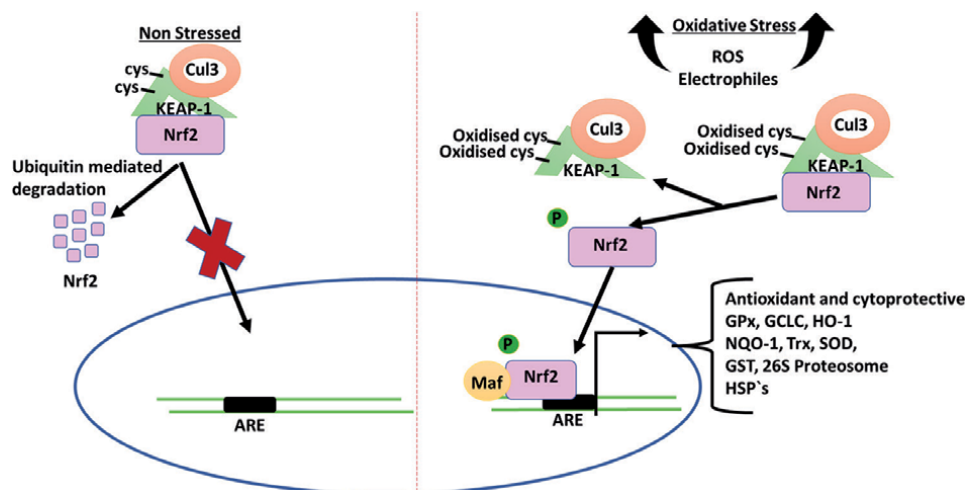 Non Stressed
Cul3
cys
cys
KEAP-1
Nrf2
Ubiquitin mediated
degradation
Nrf2
ARE
Oxidative Stress
ROS
Electrophiles
Cul3
Oxidised cys
Oxidised cys
KEAP-1
Cul3
Oxidised cys
Oxidised cys
KEAP-1
Nrf2
P
Nrf2
P
Maf
Nrf2
ARE
Antioxidant and cytoprotective
GPx, GCLC, HO-1
NQO-1, Trx, SOD,
GST, 26S Proteosome
HSP`s